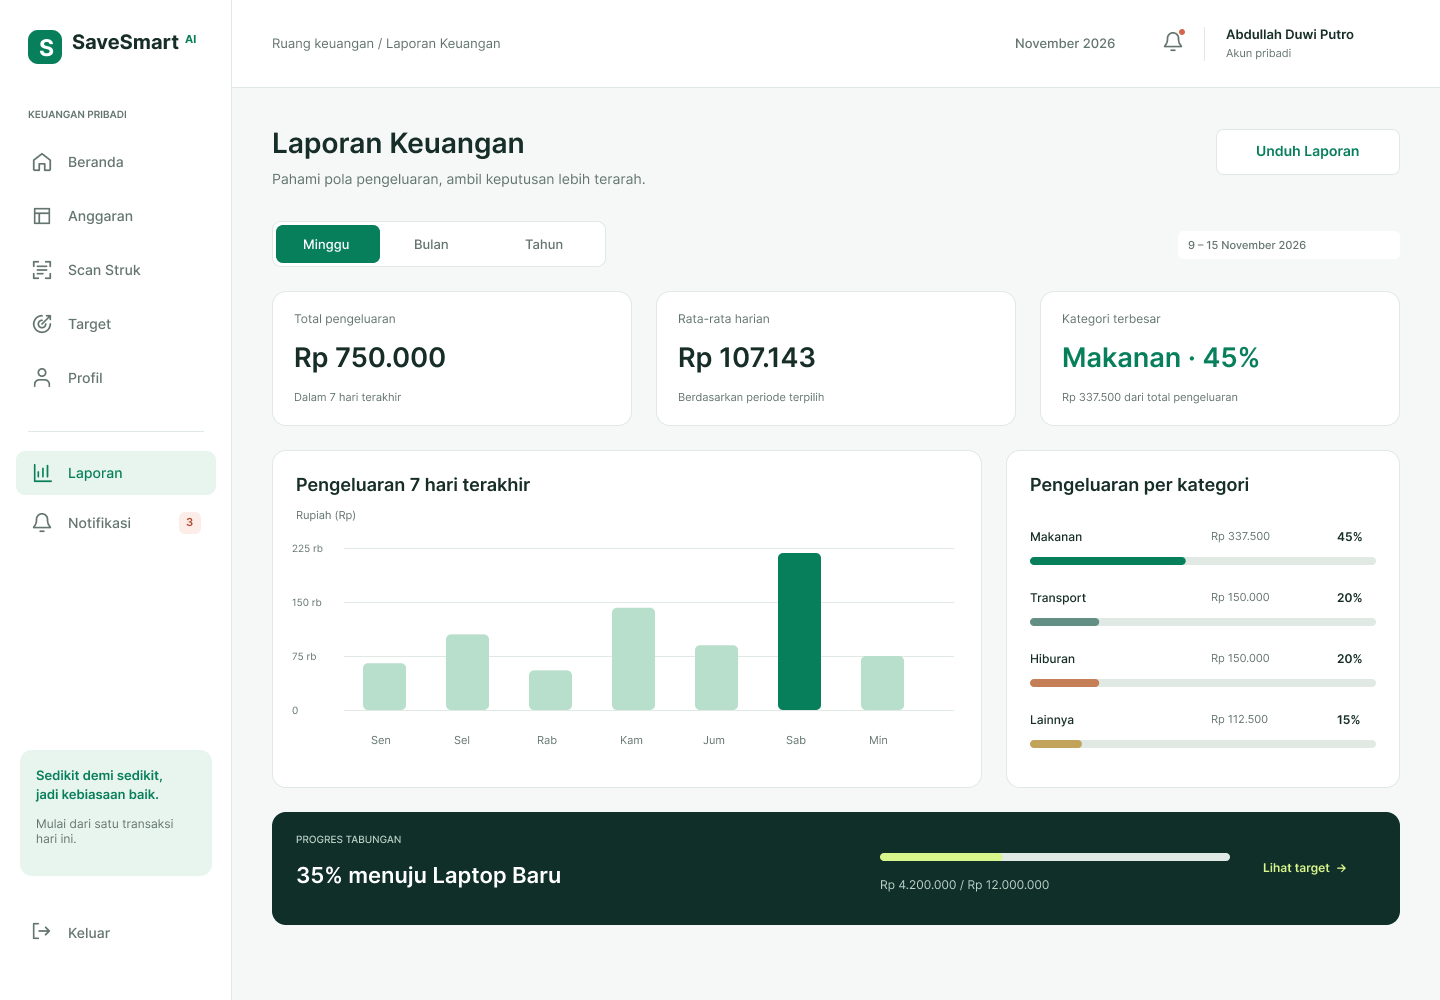 S SaveSmart AI
KEUANGAN PRIBADI
Beranda
Anggaran
Scan Struk
Target
Profil
Laporan
Notifikasi 3
Sedikit demi sedikit,
jadi kebiasaan baik.
Mulai dari satu transaksi
hari ini.
Keluar
Ruang keuangan / Laporan Keuangan
November 2026
Abdullah Duwi Putro
Akun pribadi
Laporan Keuangan
Pahami pola pengeluaran, ambil keputusan lebih terarah.
Unduh Laporan
Minggu Bulan Tahun
9 – 15 November 2026
Total pengeluaran
Rp 750.000
Dalam 7 hari terakhir
Rata-rata harian
Rp 107.143
Berdasarkan periode terpilih
Kategori terbesar
Makanan · 45%
Rp 337.500 dari total pengeluaran
Pengeluaran 7 hari terakhir
Rupiah (Rp)
225 rb
150 rb
75 rb
0
Sen Sel Rab Kam Jum Sab Min
Pengeluaran per kategori
Makanan Rp 337.500 45%
Transport Rp 150.000 20%
Hiburan Rp 150.000 20%
Lainnya Rp 112.500 15%
PROGRES TABUNGAN
35% menuju Laptop Baru
Rp 4.200.000 / Rp 12.000.000
Lihat target →